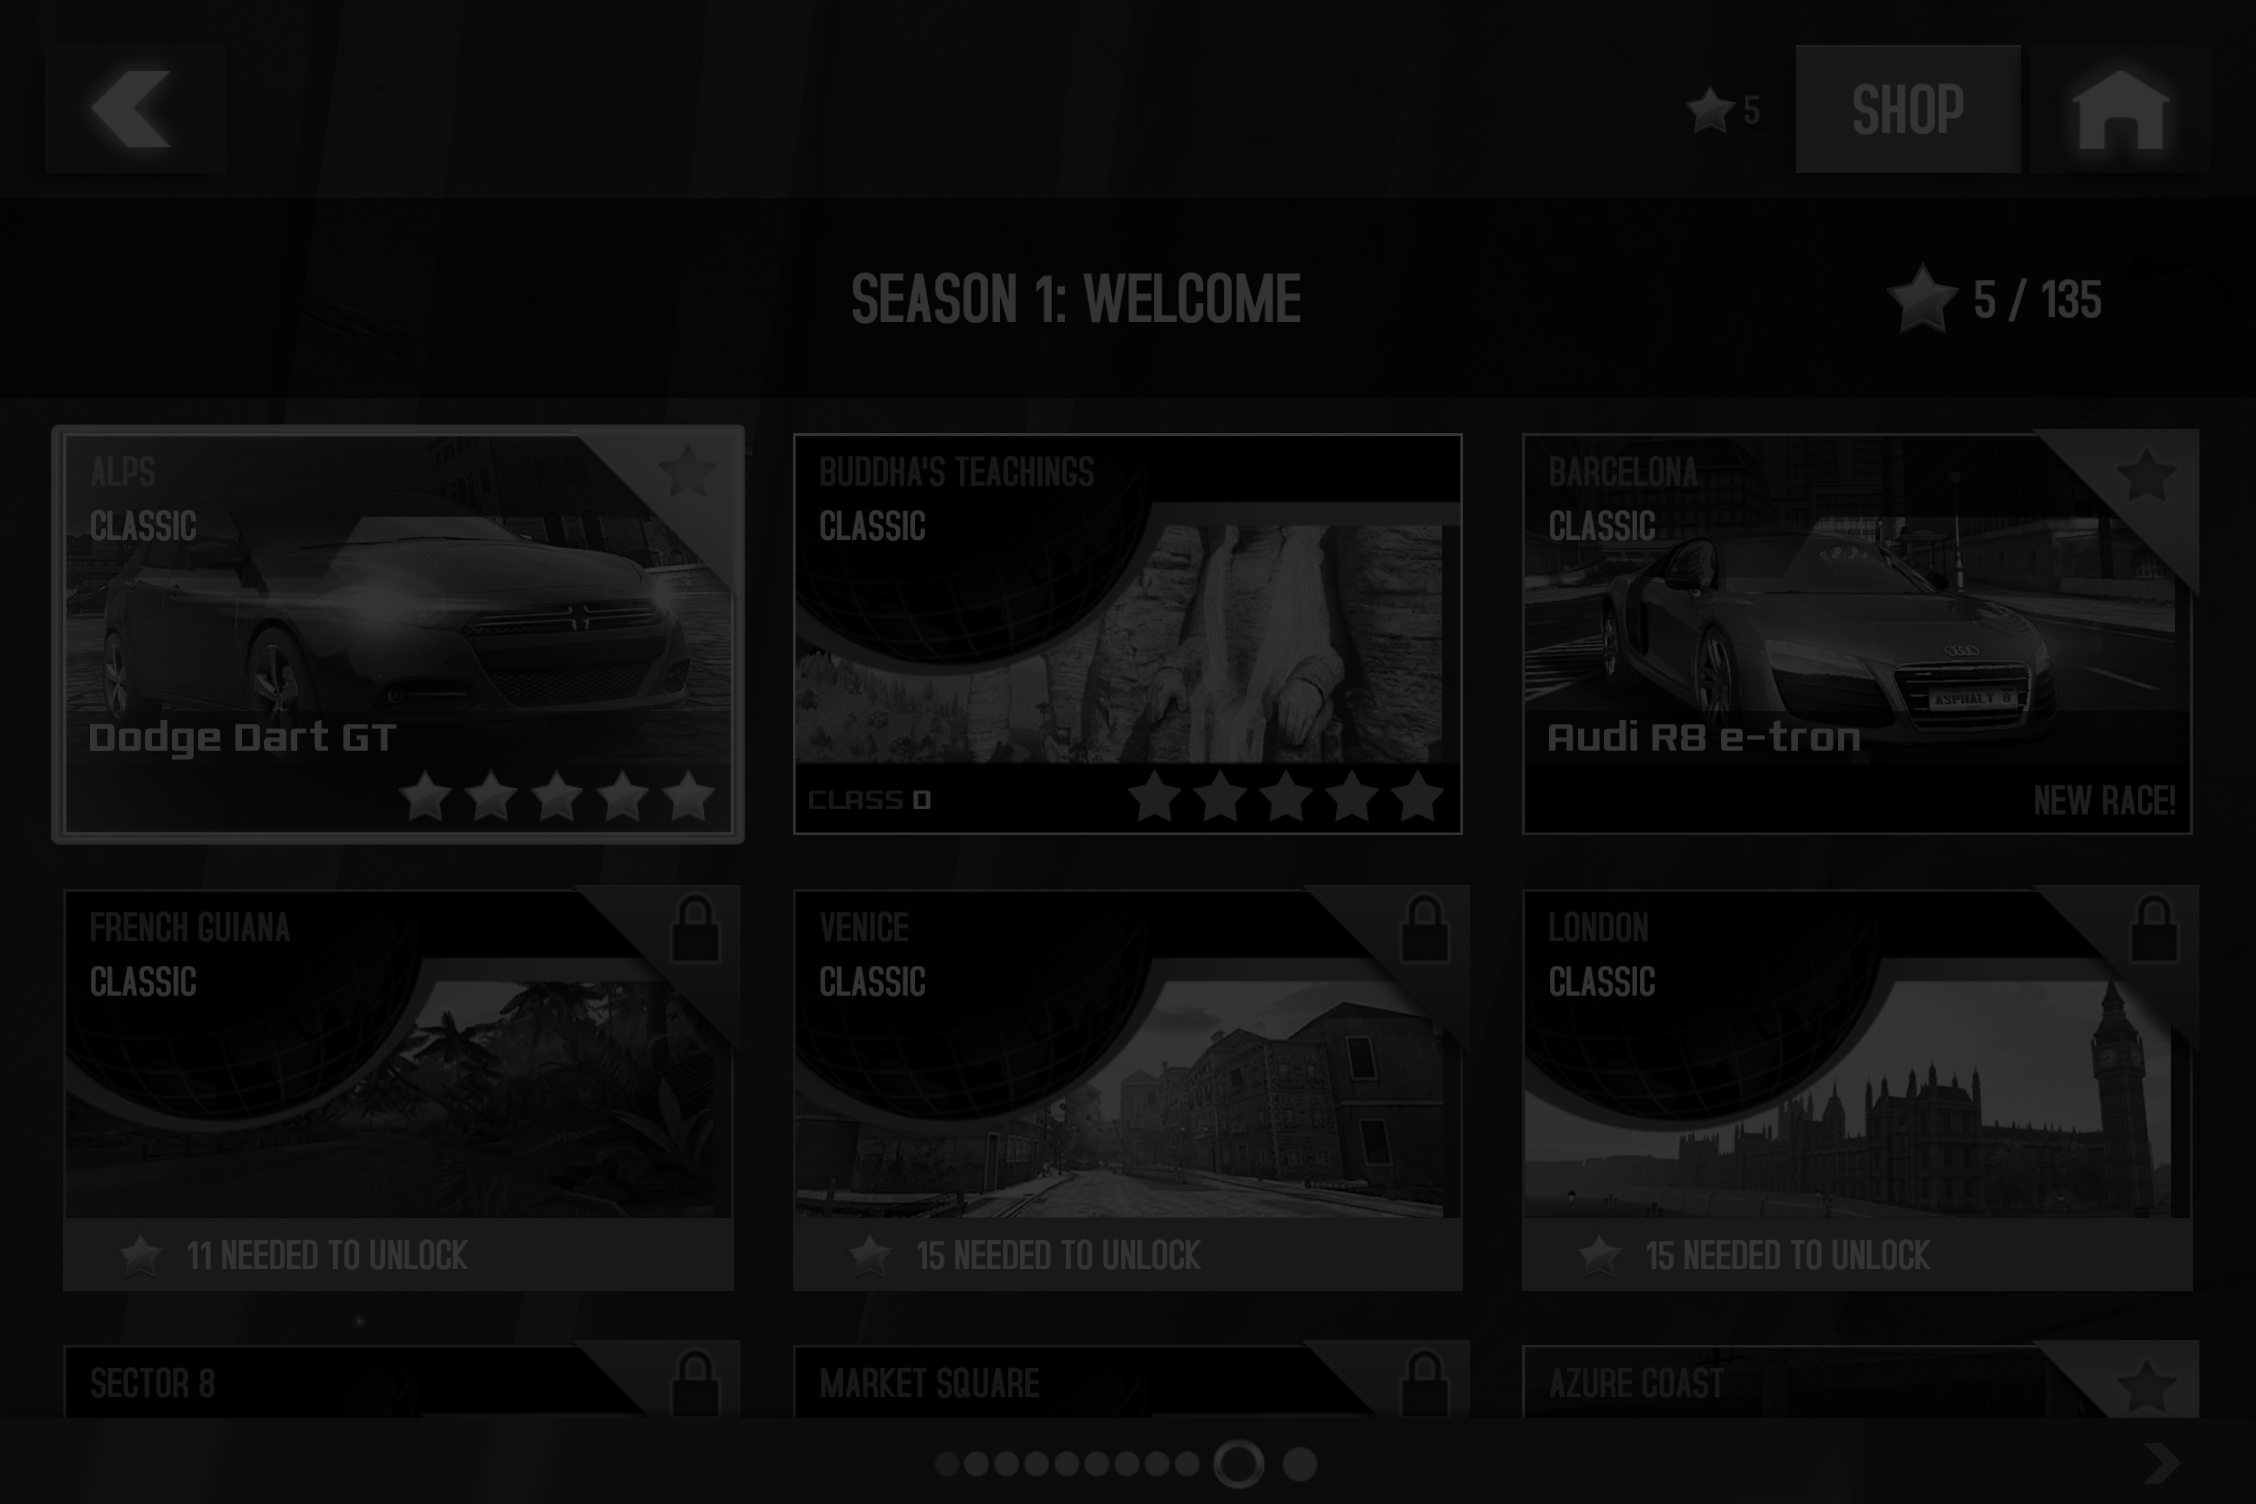 5
SHOP
SEASON 1: WELCOME
5 / 135
ALPS
CLASSIC
Dodge Dart GT
BUDDHA'S TEACHINGS
CLASSIC
CLASS D
BARCELONA
CLASSIC
ASPHALT 8
Audi R8 e-tron
NEW RACE!
FRENCH GUIANA
CLASSIC
11 NEEDED TO UNLOCK
VENICE
CLASSIC
15 NEEDED TO UNLOCK
LONDON
CLASSIC
15 NEEDED TO UNLOCK
SECTOR 8
MARKET SQUARE
AZURE COAST